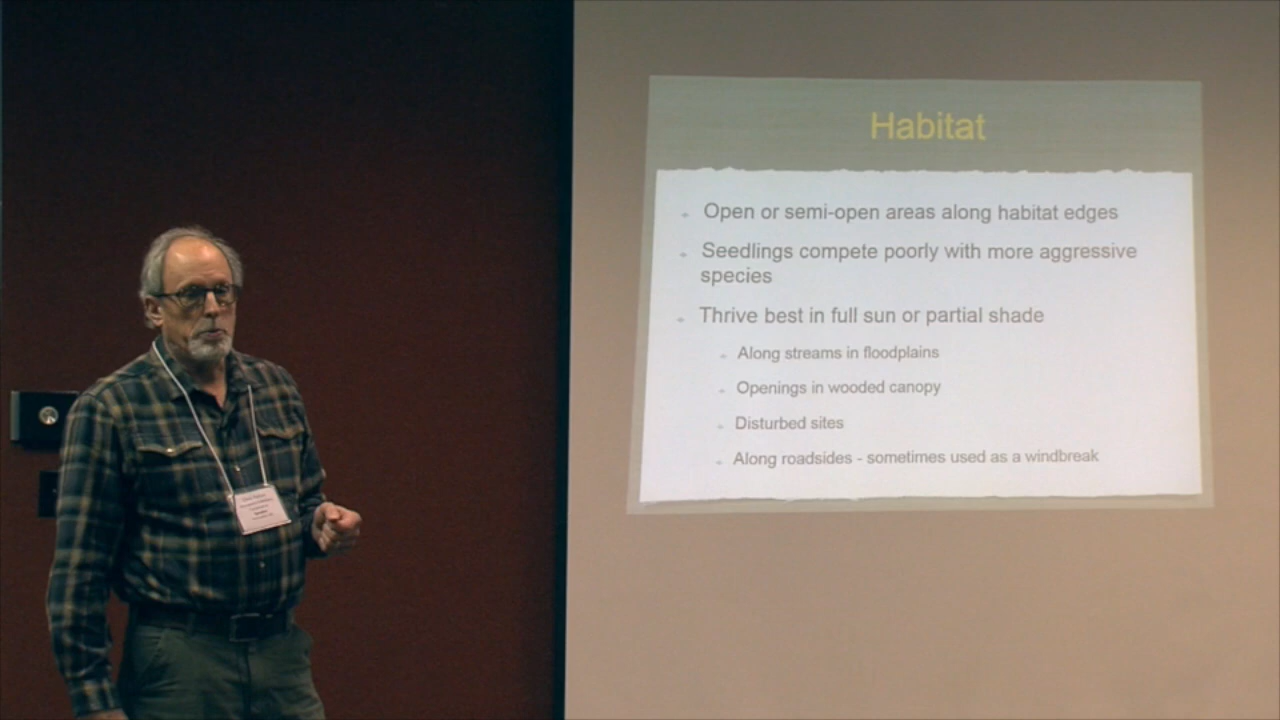 Habitat
Open or semi-open areas along habitat edges
Seedlings compete poorly with more aggressive
species
Thrive best in full sun or partial shade
Along streams in floodplains
Openings in wooded canopy
Disturbed sites
Along roadsides - sometimes used as a windbreak